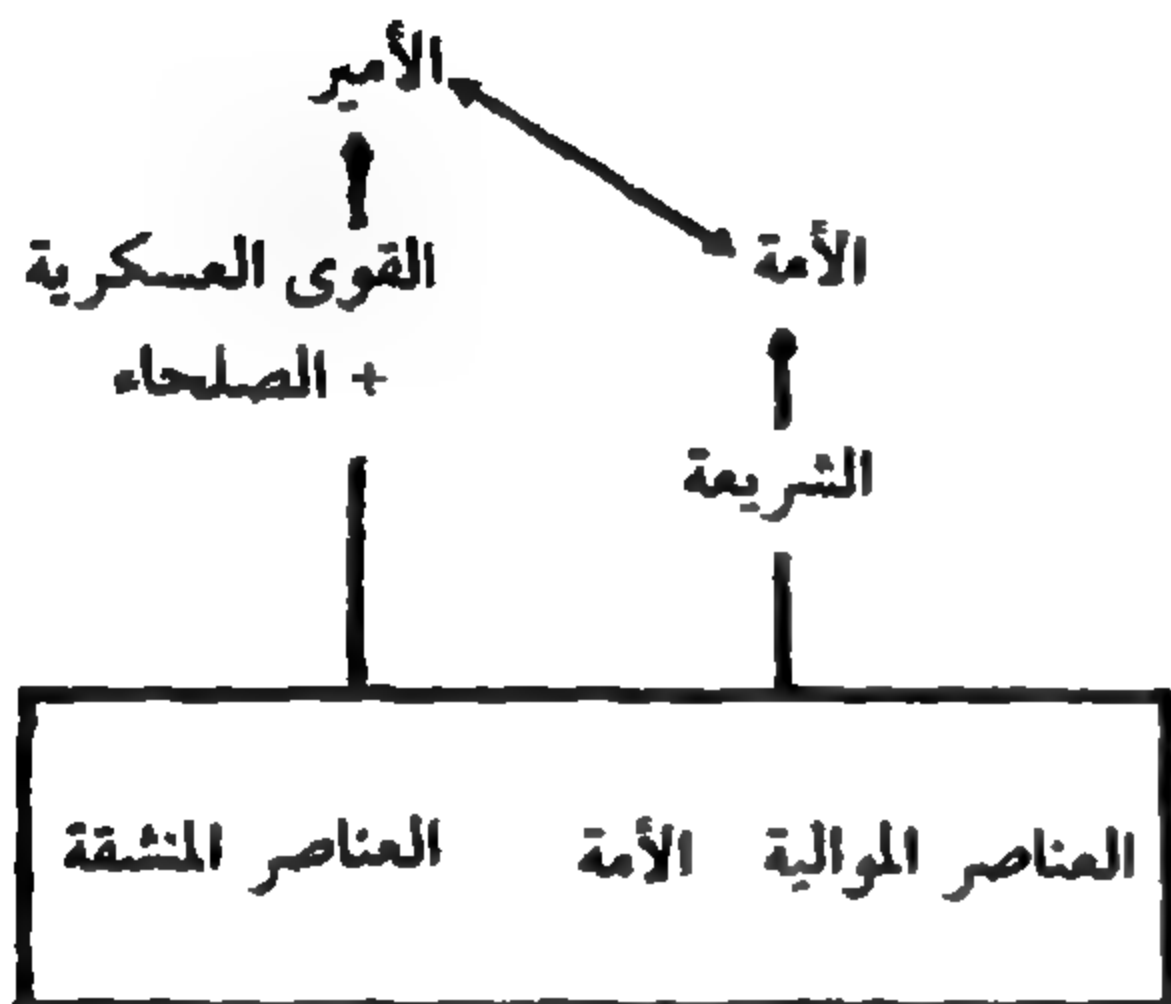 الأمير
الأمة
القوى العسكرية
+ الصلحاء
الشريعة
العناصر الموالية الأمة العناصر المنشقة